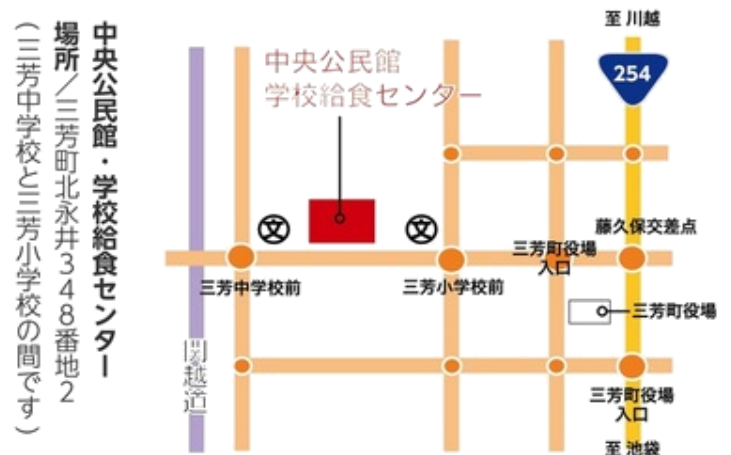 中央公民館・学校給食センター
場所／三芳町北永井348番地2
（三芳中学校と三芳小学校の間です）
至 川越
254
中央公民館
学校給食センター
文
文
藤久保交差点
三芳町役場
入口
三芳中学校前
三芳小学校前
三芳町役場
関越道
三芳町役場
入口
至 池袋